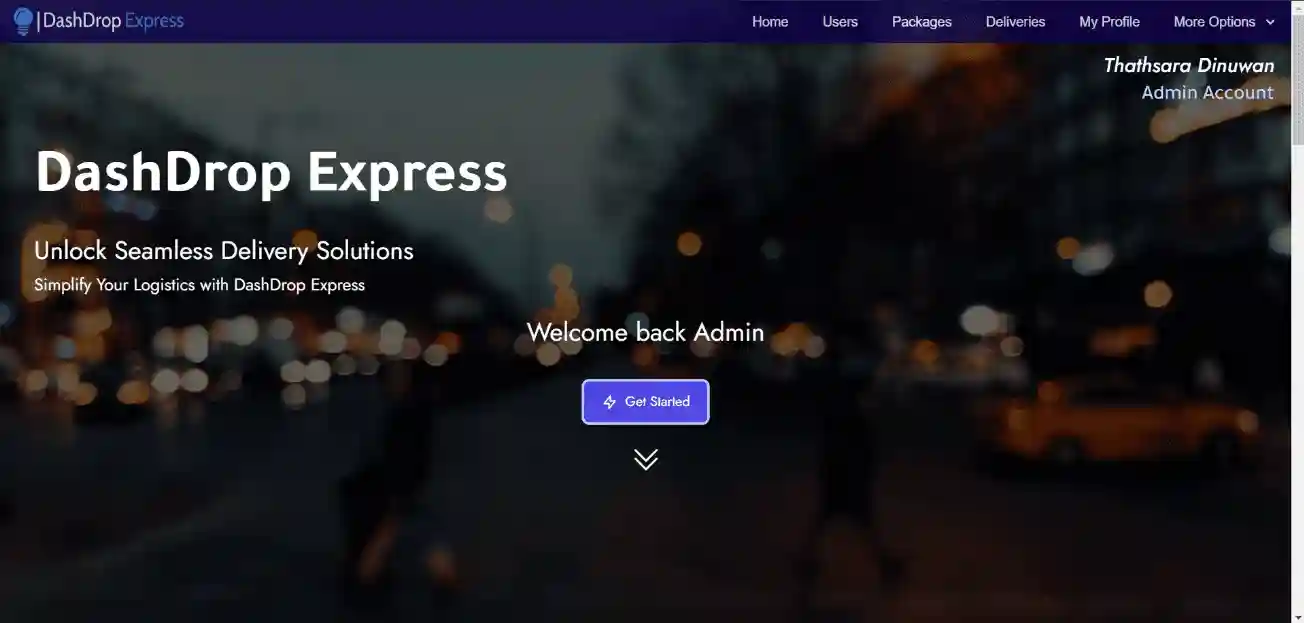 |DashDrop Express
Home Users Packages Deliveries My Profile More Options
Thathsara Dinuwan
Admin Account
DashDrop Express
Unlock Seamless Delivery Solutions
Simplify Your Logistics with DashDrop Express
Welcome back Admin
Get Started